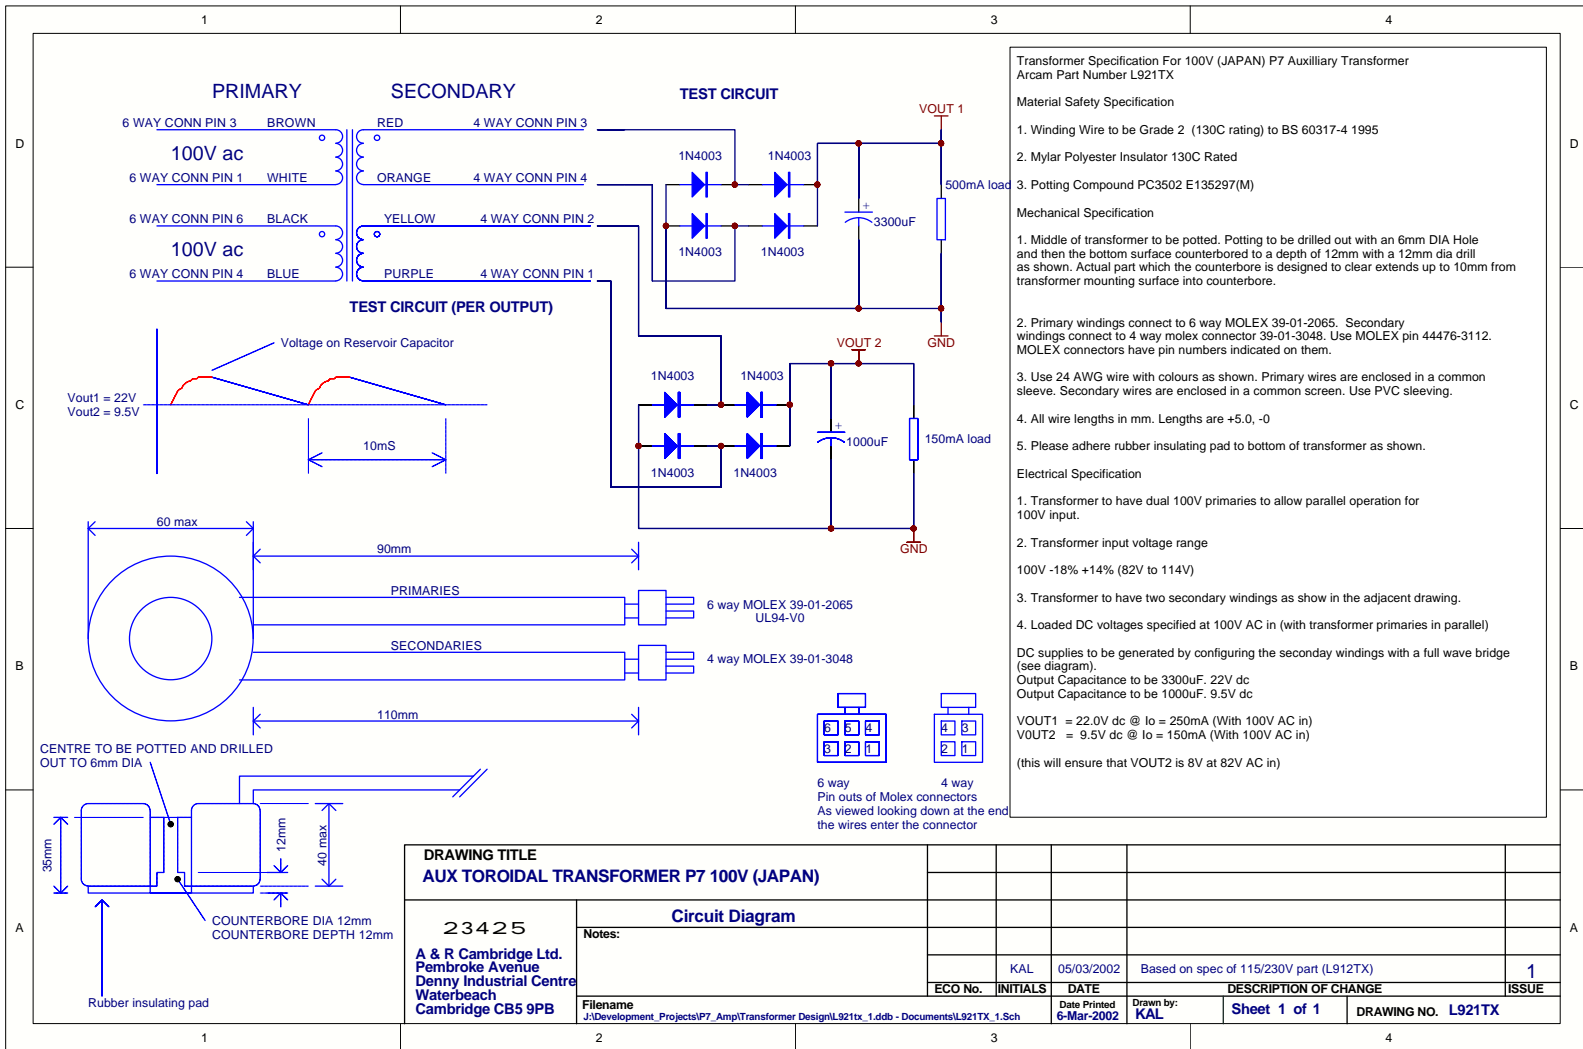 1 2 3 4
D
C
B
A
D
C
B
A
PRIMARY
SECONDARY
TEST CIRCUIT
6 WAY CONN PIN 3 BROWN
RED 4 WAY CONN PIN 3
100V ac
6 WAY CONN PIN 1 WHITE
ORANGE 4 WAY CONN PIN 4
6 WAY CONN PIN 6 BLACK
YELLOW 4 WAY CONN PIN 2
100V ac
6 WAY CONN PIN 4 BLUE
PURPLE 4 WAY CONN PIN 1
VOUT 1
1N4003 1N4003
1N4003 1N4003
+
3300uF
500mA load
GND
TEST CIRCUIT (PER OUTPUT)
Voltage on Reservoir Capacitor
Vout1 = 22V
Vout2 = 9.5V
10mS
VOUT 2
1N4003 1N4003
1N4003 1N4003
+
1000uF
150mA load
GND
60 max
90mm
PRIMARIES
6 way MOLEX 39-01-2065
UL94-V0
SECONDARIES
4 way MOLEX 39-01-3048
110mm
6 5 4
3 2 1
4 3
2 1
6 way 4 way
Pin outs of Molex connectors
As viewed looking down at the end
the wires enter the connector
CENTRE TO BE POTTED AND DRILLED
OUT TO 6mm DIA
35mm
12mm
40 max
COUNTERBORE DIA 12mm
COUNTERBORE DEPTH 12mm
Rubber insulating pad
Transformer Specification For 100V (JAPAN) P7 Auxilliary Transformer
Arcam Part Number L921TX
Material Safety Specification
1. Winding Wire to be Grade 2 (130C rating) to BS 60317-4 1995
2. Mylar Polyester Insulator 130C Rated
3. Potting Compound PC3502 E135297(M)
Mechanical Specification
1. Middle of transformer to be potted. Potting to be drilled out with an 6mm DIA Hole
and then the bottom surface counterbored to a depth of 12mm with a 12mm dia drill
as shown. Actual part which the counterbore is designed to clear extends up to 10mm from
transformer mounting surface into counterbore.
2. Primary windings connect to 6 way MOLEX 39-01-2065. Secondary
windings connect to 4 way molex connector 39-01-3048. Use MOLEX pin 44476-3112.
MOLEX connectors have pin numbers indicated on them.
3. Use 24 AWG wire with colours as shown. Primary wires are enclosed in a common
sleeve. Secondary wires are enclosed in a common screen. Use PVC sleeving.
4. All wire lengths in mm. Lengths are +5.0, -0
5. Please adhere rubber insulating pad to bottom of transformer as shown.
Electrical Specification
1. Transformer to have dual 100V primaries to allow parallel operation for
100V input.
2. Transformer input voltage range
100V -18% +14% (82V to 114V)
3. Transformer to have two secondary windings as show in the adjacent drawing.
4. Loaded DC voltages specified at 100V AC in (with transformer primaries in parallel)
DC supplies to be generated by configuring the seconday windings with a full wave bridge
(see diagram).
Output Capacitance to be 3300uF. 22V dc
Output Capacitance to be 1000uF. 9.5V dc
VOUT1 = 22.0V dc @ Io = 250mA (With 100V AC in)
V0UT2 = 9.5V dc @ Io = 150mA (With 100V AC in)
(this will ensure that VOUT2 is 8V at 82V AC in)
DRAWING TITLE
AUX TOROIDAL TRANSFORMER P7 100V (JAPAN)
23425
A & R Cambridge Ltd.
Pembroke Avenue
Denny Industrial Centre
Waterbeach
Cambridge CB5 9PB
Circuit Diagram
Notes:
Filename
J:\Development_Projects\P7_Amp\Transformer Design\L921tx_1.ddb - Documents\L921TX_1.Sch
KAL 05/03/2002 Based on spec of 115/230V part (L912TX) 1
ECO No. INITIALS DATE DESCRIPTION OF CHANGE ISSUE
Date Printed
6-Mar-2002
Drawn by:
KAL
Sheet 1 of 1
DRAWING NO. L921TX
1 2 3 4